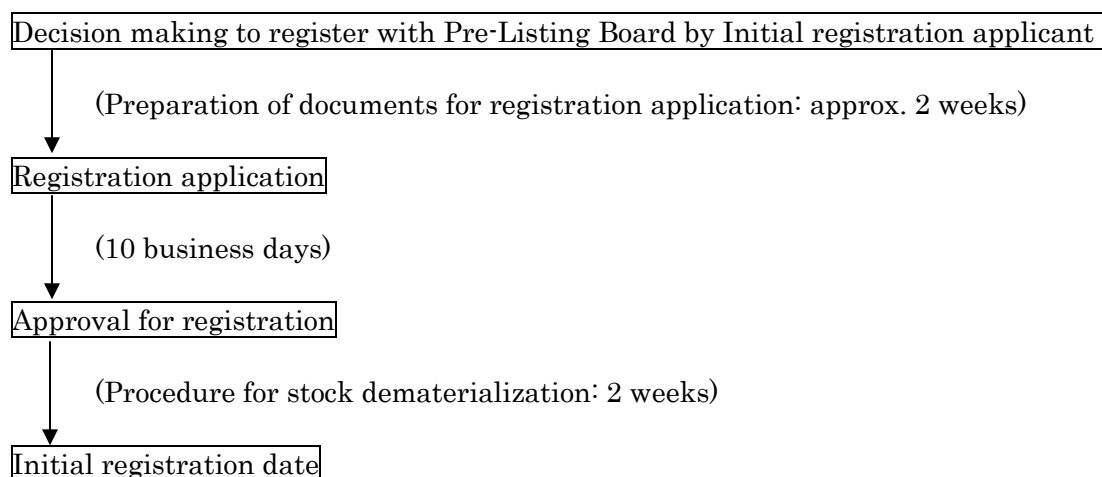 Decision making to register with Pre-Listing Board by Initial registration applicant
(Preparation of documents for registration application: approx. 2 weeks)
Registration application
(10 business days)
Approval for registration
(Procedure for stock dematerialization: 2 weeks)
Initial registration date